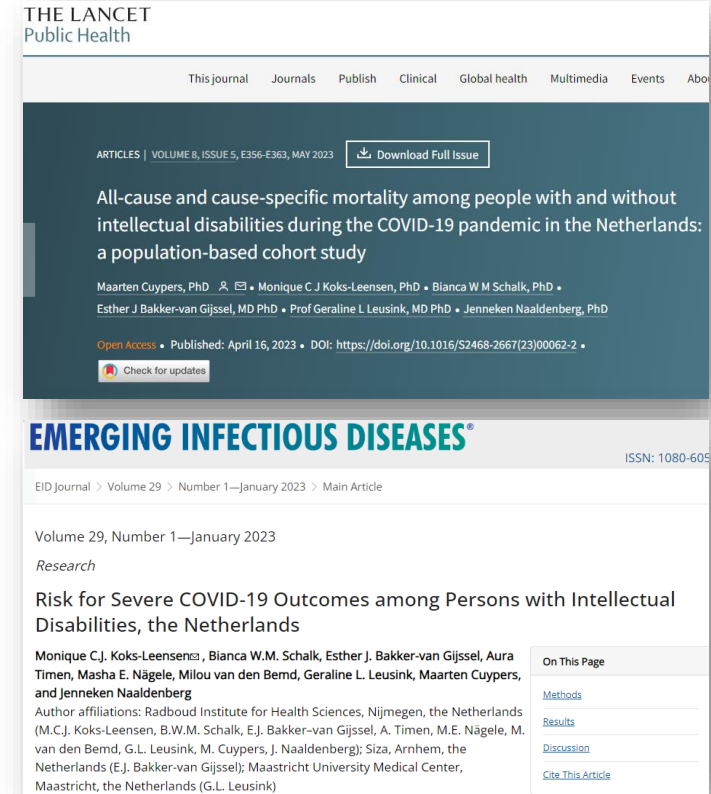 THE LANCET
Public Health
This journal Journals Publish Clinical Global health Multimedia Events
ARTICLES | VOLUME 8, ISSUE 5, E356-E363, MAY 2023 Download Full Issue
All-cause and cause-specific mortality among people with and without
intellectual disabilities during the COVID-19 pandemic in the Netherlands:
a population-based cohort study
Maarten Cuypers, PhD • Monique C J Koks-Leensen, PhD • Bianca W M Schalk, PhD •
Esther J Bakker-van Gijssel, MD PhD • Prof Geraline L Leusink, MD PhD • Jenneken Naaldenberg, PhD
Open Access • Published: April 16, 2023 • DOI: https://doi.org/10.1016/S2468-2667(23)00062-2 •
Check for updates
EMERGING INFECTIOUS DISEASES®
ISSN: 1080-605
EID Journal > Volume 29 > Number 1—January 2023 > Main Article
Volume 29, Number 1—January 2023
Research
Risk for Severe COVID-19 Outcomes among Persons with Intellectual
Disabilities, the Netherlands
Monique C.J. Koks-Leensen, Bianca W.M. Schalk, Esther J. Bakker-van Gijssel, Aura
Timen, Masha E. Nägele, Milou van den Bemd, Geraline L. Leusink, Maarten Cuypers,
and Jenneken Naaldenberg
Author affiliations: Radboud Institute for Health Sciences, Nijmegen, the Netherlands
(M.C.J. Koks-Leensen, B.W.M. Schalk, E.J. Bakker–van Gijssel, A. Timen, M.E. Nägele, M.
van den Bemd, G.L. Leusink, M. Cuypers, J. Naaldenberg); Siza, Arnhem, the
Netherlands (E.J. Bakker-van Gijssel); Maastricht University Medical Center,
Maastricht, the Netherlands (G.L. Leusink)
On This Page
Methods
Results
Discussion
Cite This Article